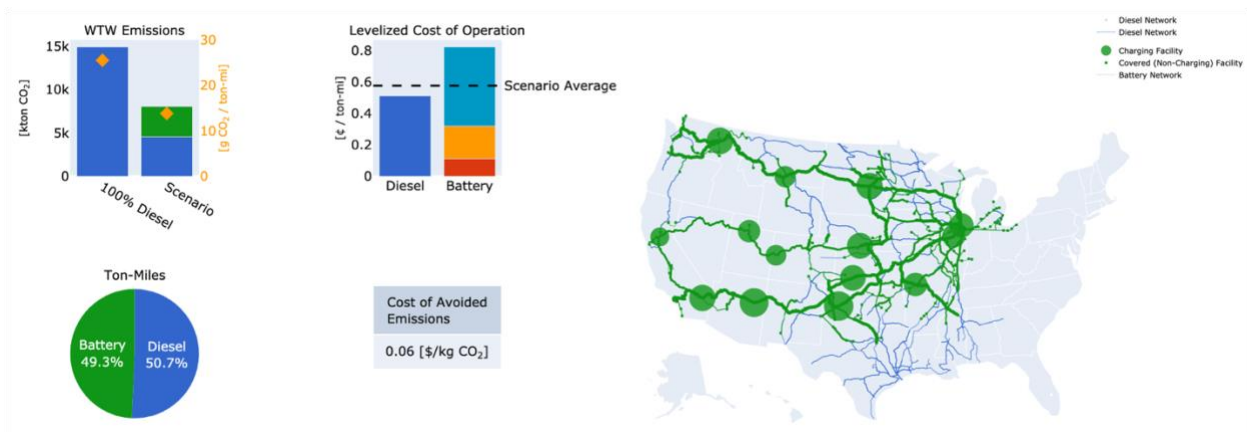 WTW Emissions
15k
10k
5k
0
[kton CO₂]
30
20
10
0
[g CO₂ / ton-mi]
100% Diesel
Scenario
Levelized Cost of Operation
0.8
0.6
0.4
0.2
0
[¢ / ton-mi]
Scenario Average
Diesel
Battery
Ton-Miles
Battery
49.3%
Diesel
50.7%
Cost of Avoided
Emissions
0.06 [$/kg CO₂]
Diesel Network
Diesel Network
Charging Facility
Covered (Non-Charging) Facility
Battery Network